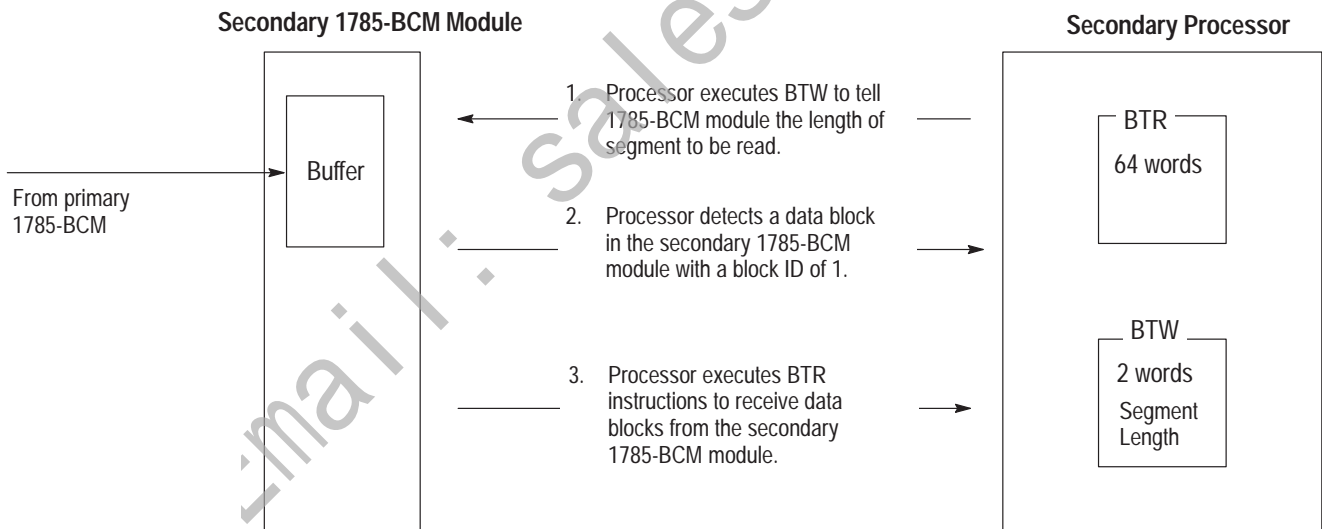 Secondary 1785-BCM Module
Secondary Processor
Buffer
From primary
1785-BCM
1. Processor executes BTW to tell
1785-BCM module the length of
segment to be read.
2. Processor detects a data block
in the secondary 1785-BCM
module with a block ID of 1.
3. Processor executes BTR
instructions to receive data
blocks from the secondary
1785-BCM module.
BTR
64 words
BTW
2 words
Segment
Length
Email: sales